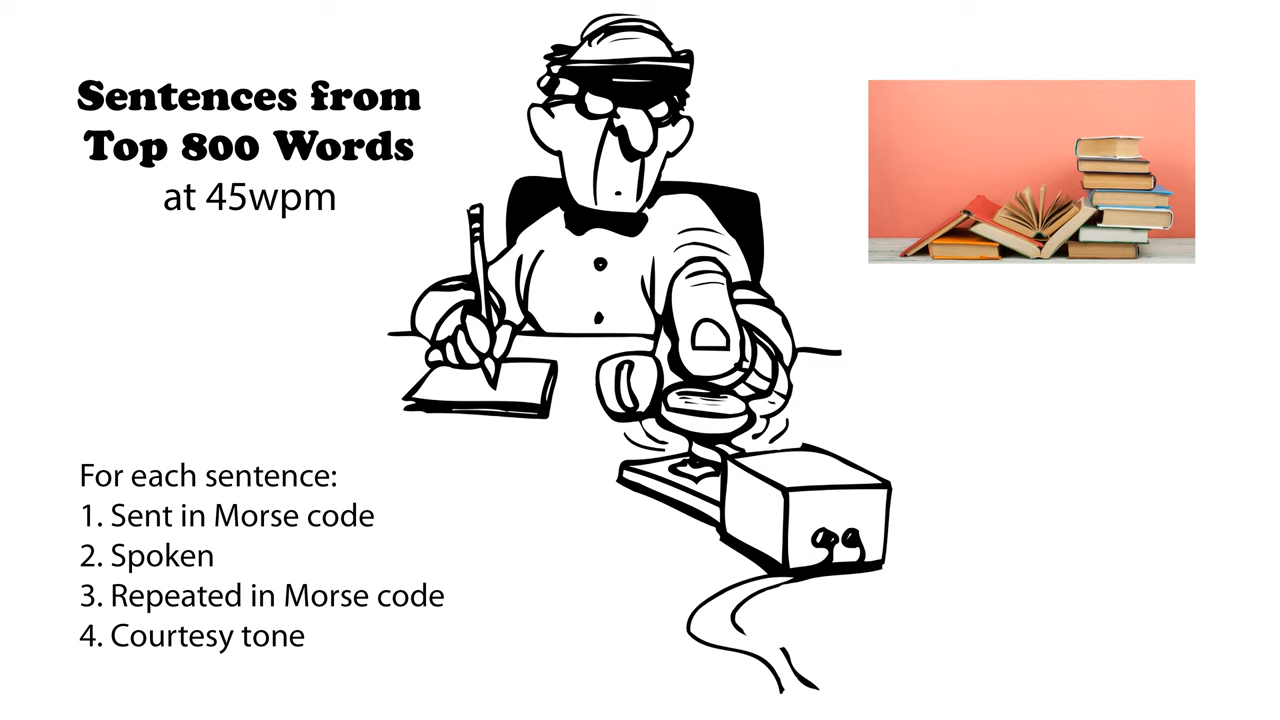 Sentences from
Top 800 Words
at 45wpm
For each sentence:
1. Sent in Morse code
2. Spoken
3. Repeated in Morse code
4. Courtesy tone